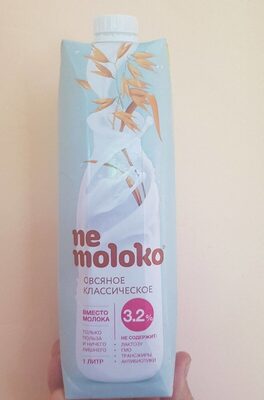 ne
moloko
ОВСЯНОЕ
КЛАССИЧЕСКОЕ
ВМЕСТО
МОЛОКА
3.2%
ТОЛЬКО
ПОЛЬЗА
И НИЧЕГО
ЛИШНЕГО
1 ЛИТР
НЕ СОДЕРЖИТ:
• ЛАКТОЗУ
• ГМО
• ТРАНСЖИРЫ
• АНТИБИОТИКИ